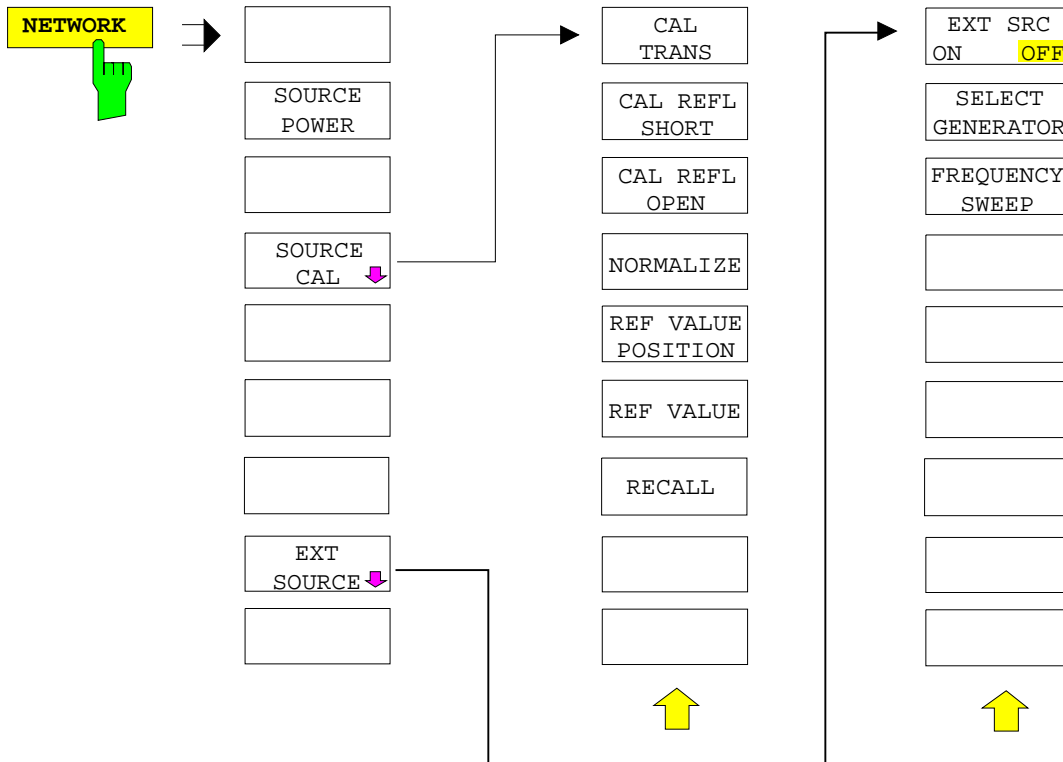 NETWORK
SOURCE
POWER
SOURCE
CAL
EXT
SOURCE
CAL
TRANS
CAL REFL
SHORT
CAL REFL
OPEN
NORMALIZE
REF VALUE
POSITION
REF VALUE
RECALL
EXT SRC
ON OFF
SELECT
GENERATOR
FREQUENCY
SWEEP